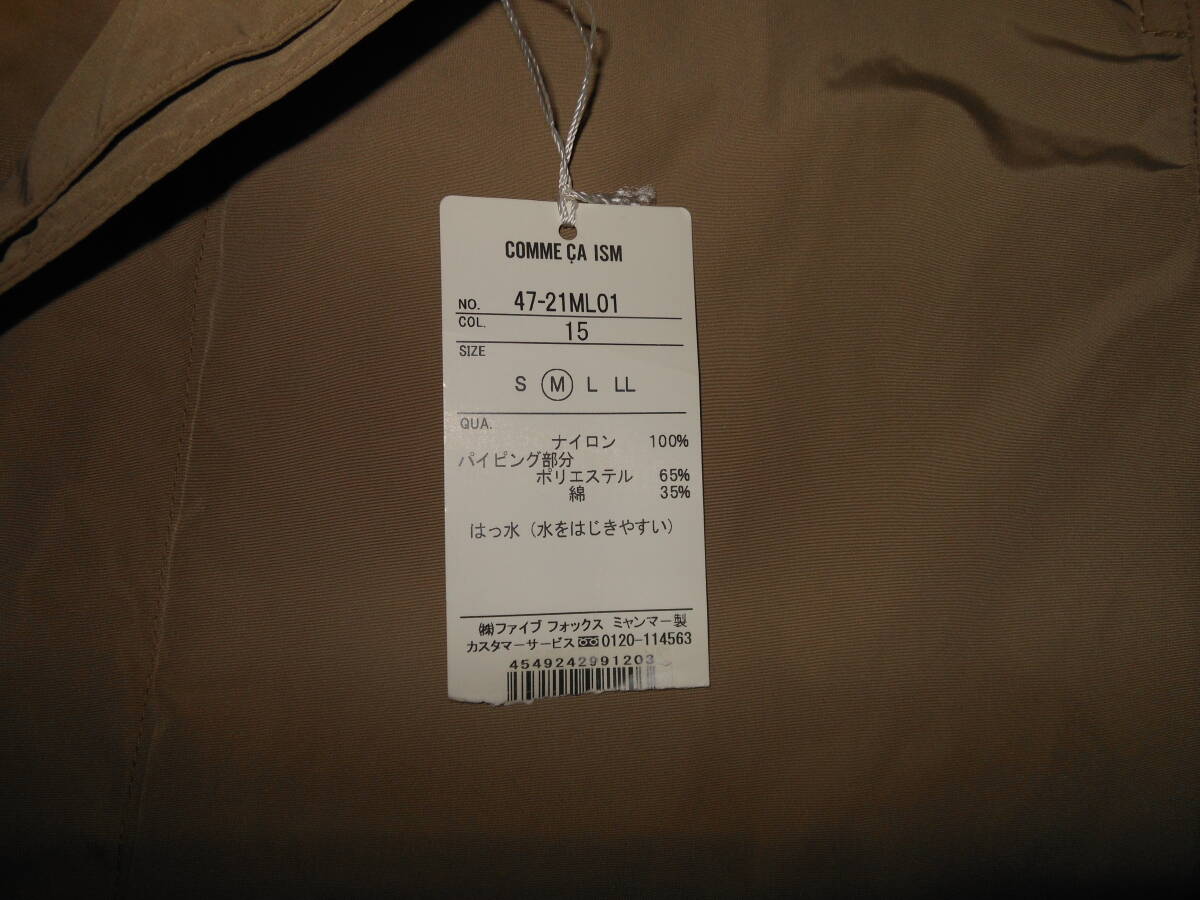 COMME ÇA ISM
NO. 47-21ML01
COL. 15
SIZE
S M L LL
QUA.
ナイロン 100%
パイピング部分
ポリエステル 65%
綿 35%
はっ水（水をはじきやすい）
㈱ファイブ フォックス ミャンマー製
カスタマーサービス 0120-114563
4549242991203